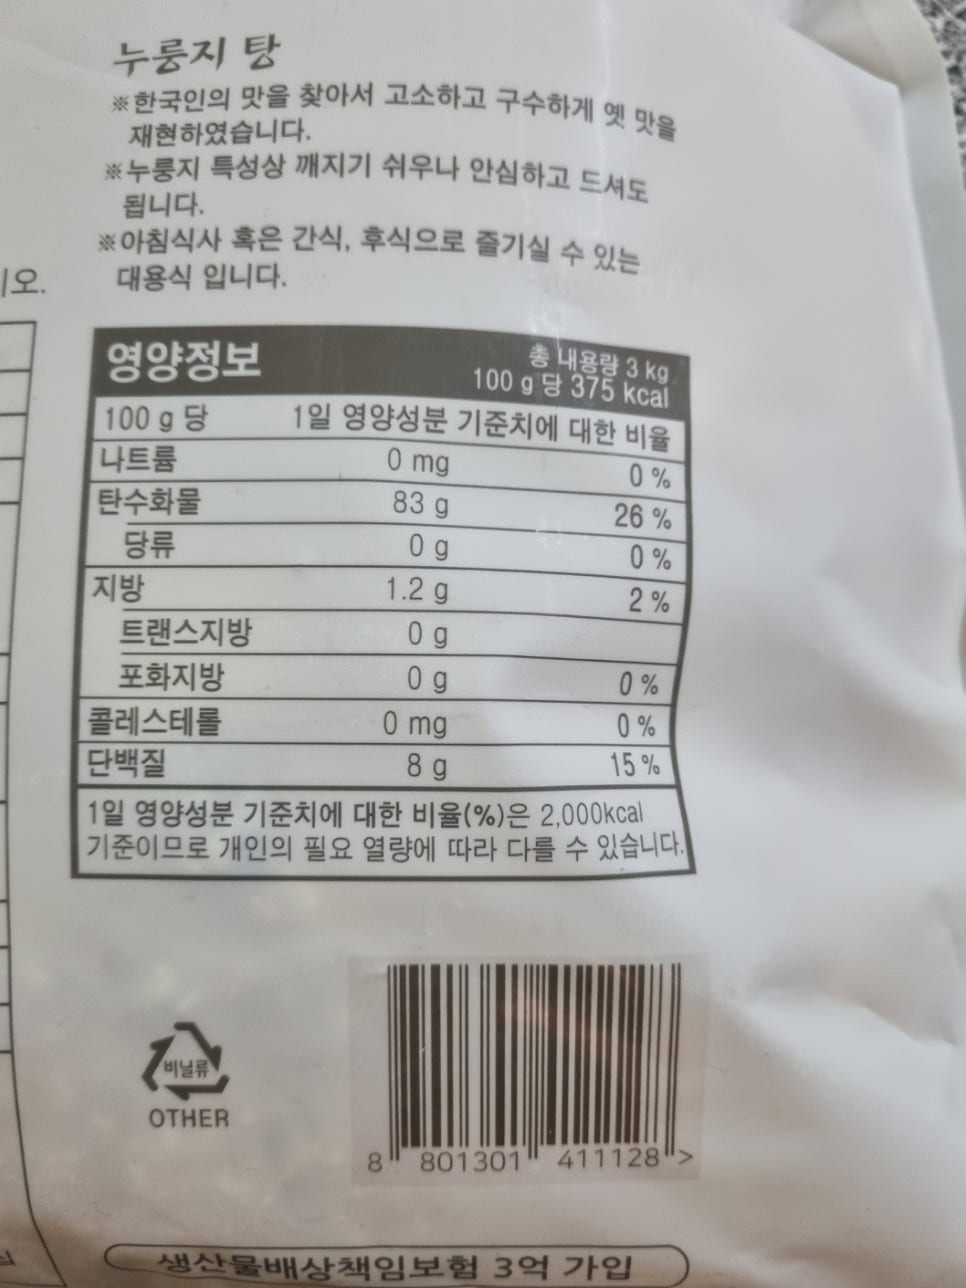 누룽지 탕
※한국인의 맛을 찾아서 고소하고 구수하게 옛 맛을
재현하였습니다.
※누룽지 특성상 깨지기 쉬우나 안심하고 드셔도
됩니다.
※아침식사 혹은 간식, 후식으로 즐기실 수 있는
대용식 입니다.
오.
영양정보
총 내용량 3 kg
100 g 당 375 kcal
100 g 당 1일 영양성분 기준치에 대한 비율
나트륨 0 mg 0 %
탄수화물 83 g 26 %
당류 0 g 0 %
지방 1.2 g 2 %
트랜스지방 0 g
포화지방 0 g 0 %
콜레스테롤 0 mg 0 %
단백질 8 g 15 %
1일 영양성분 기준치에 대한 비율(%)은 2,000kcal
기준이므로 개인의 필요 열량에 따라 다를 수 있습니다.
비닐류
OTHER
8 801301 411128 >
생산물배상책임보험 3억 가입